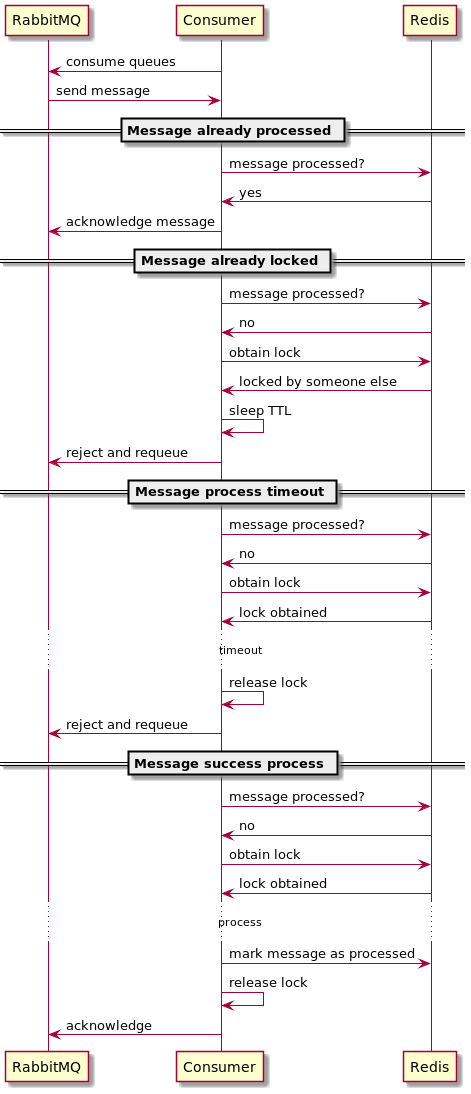 RabbitMQ Consumer Redis
consume queues
send message
Message already processed
message processed?
yes
acknowledge message
Message already locked
message processed?
no
obtain lock
locked by someone else
sleep TTL
reject and requeue
Message process timeout
message processed?
no
obtain lock
lock obtained
timeout
release lock
reject and requeue
Message success process
message processed?
no
obtain lock
lock obtained
process
mark message as processed
release lock
acknowledge
RabbitMQ Consumer Redis